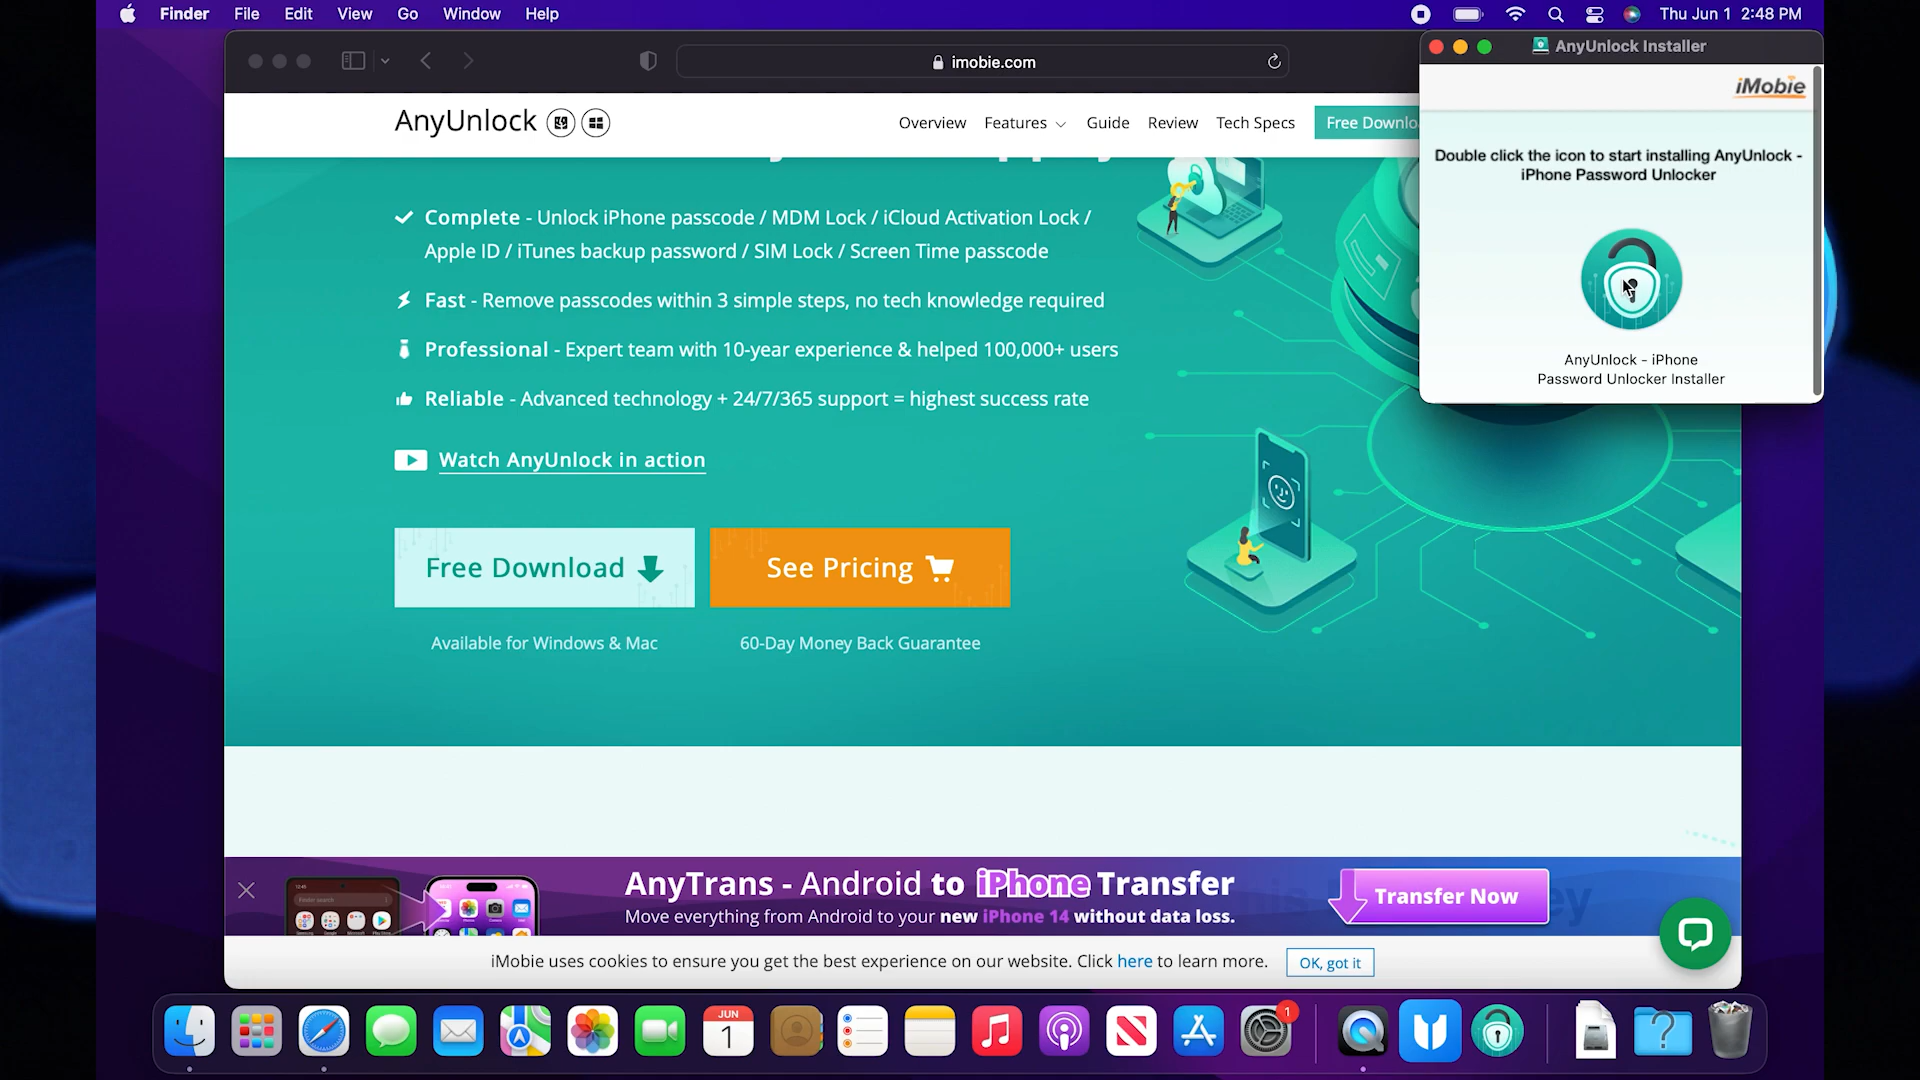 Finder File Edit View Go Window Help
Thu Jun 1 2:48 PM
imobie.com
AnyUnlock Installer
iMobie
Double click the icon to start installing AnyUnlock -
iPhone Password Unlocker
AnyUnlock - iPhone
Password Unlocker Installer
AnyUnlock
Overview Features Guide Review Tech Specs Free Downlo
Complete - Unlock iPhone passcode / MDM Lock / iCloud Activation Lock /
Apple ID / iTunes backup password / SIM Lock / Screen Time passcode
Fast - Remove passcodes within 3 simple steps, no tech knowledge required
Professional - Expert team with 10-year experience & helped 100,000+ users
Reliable - Advanced technology + 24/7/365 support = highest success rate
Watch AnyUnlock in action
Free Download
See Pricing
Available for Windows & Mac
60-Day Money Back Guarantee
AnyTrans - Android to iPhone Transfer
Move everything from Android to your new iPhone 14 without data loss.
Transfer Now
iMobie uses cookies to ensure you get the best experience on our website. Click here to learn more.
OK, got it
JUN
1
1